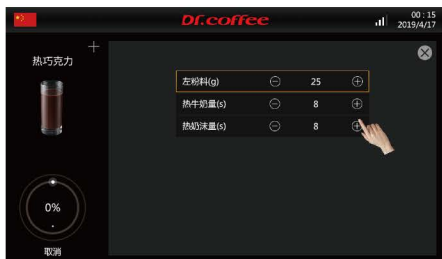 Dr.coffee
00 : 15
2019/4/17
热巧克力
左粉料(g) 25
热牛奶量(s) 8
热奶沫量(s) 8
0%
取消